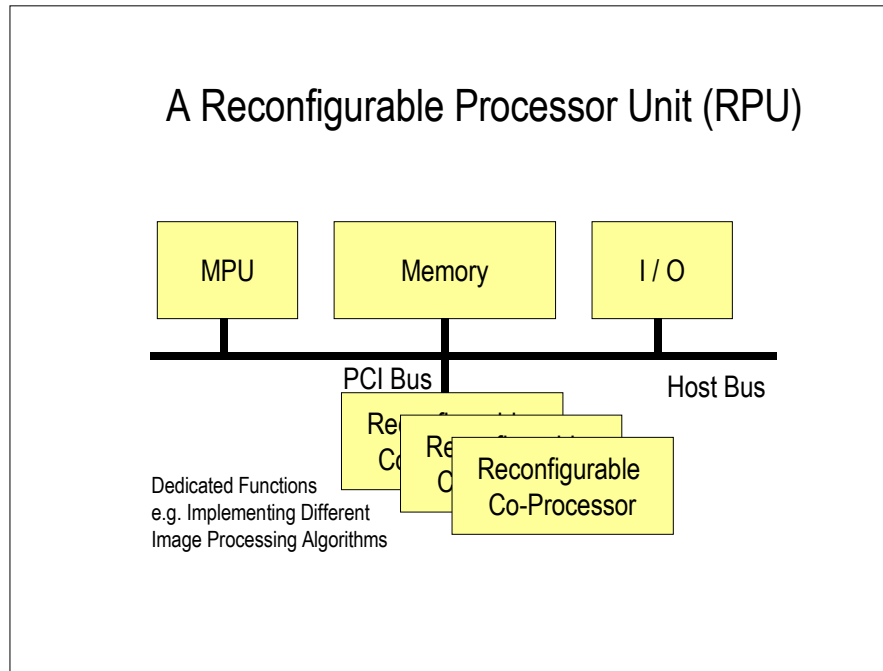 A Reconfigurable Processor Unit (RPU)
MPU
Memory
I / O
PCI Bus
Host Bus
Reconfigurable
Co-Processor
Dedicated Functions
e.g. Implementing Different
Image Processing Algorithms